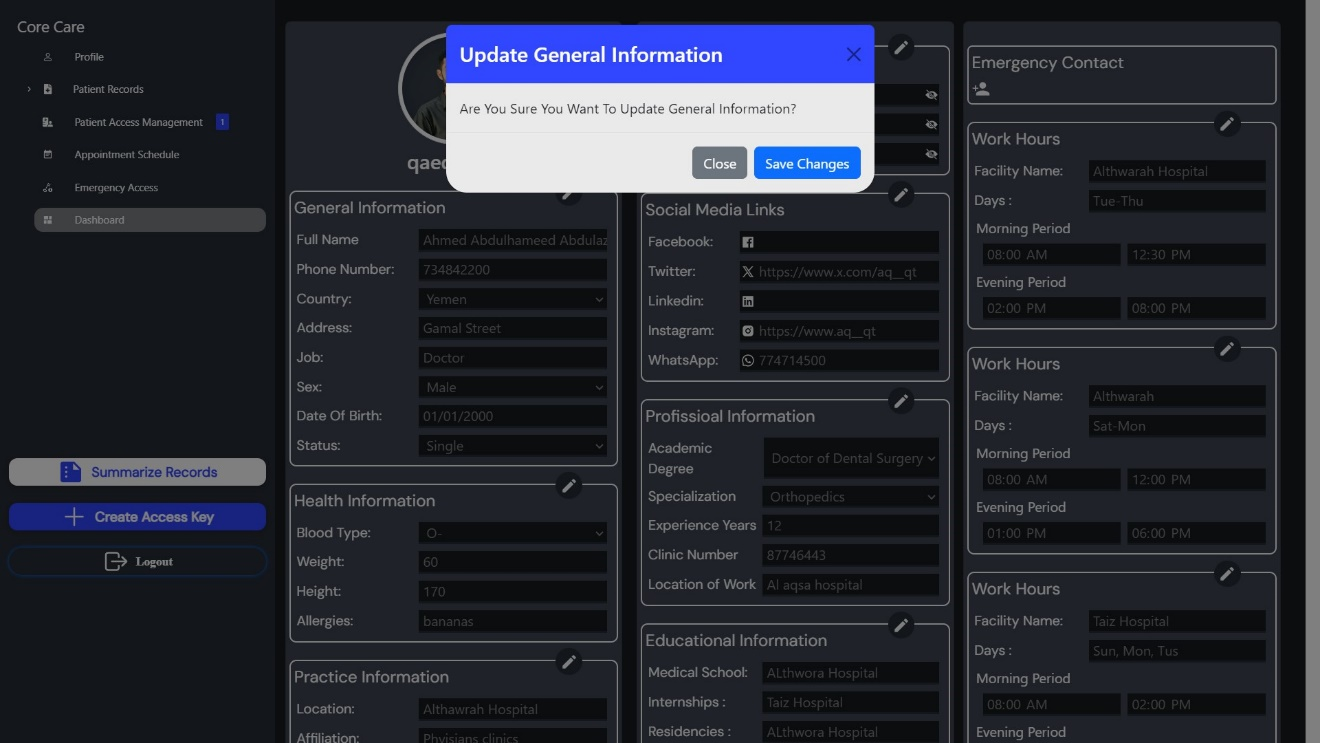 Core Care
Profile
Patient Records
Patient Access Management 1
Appointment Schedule
Emergency Access
Dashboard
Summarize Records
Create Access Key
Logout
Update General Information
Are You Sure You Want To Update General Information?
Close Save Changes
General Information
Full Name Ahmed Abdulhameed Abdulaz
Phone Number: 734842200
Country: Yemen
Address: Gamal Street
Job: Doctor
Sex: Male
Date Of Birth: 01/01/2000
Status: Single
Health Information
Blood Type: O-
Weight: 60
Height: 170
Allergies: bananas
Practice Information
Location: Althawrah Hospital
Affiliation: Phyisians clinics
Social Media Links
Facebook:
Twitter: https://www.x.com/aq__qt
Linkedin:
Instagram: https://www.aq__qt
WhatsApp: 774714500
Profissioal Information
Academic
Degree Doctor of Dental Surgery
Specialization Orthopedics
Experience Years 12
Clinic Number 87746443
Location of Work Al aqsa hospital
Educational Information
Medical School: ALthwora Hospital
Internships : Taiz Hospital
Residencies : ALthwora Hospital
Emergency Contact
Work Hours
Facility Name: Althwarah Hospital
Days : Tue-Thu
Morning Period
08:00 AM 12:30 PM
Evening Period
02:00 PM 08:00 PM
Work Hours
Facility Name: Althwarah
Days : Sat-Mon
Morning Period
08:00 AM 12:00 PM
Evening Period
01:00 PM 06:00 PM
Work Hours
Facility Name: Taiz Hospital
Days : Sun, Mon, Tus
Morning Period
08:00 AM 02:00 PM
Evening Period